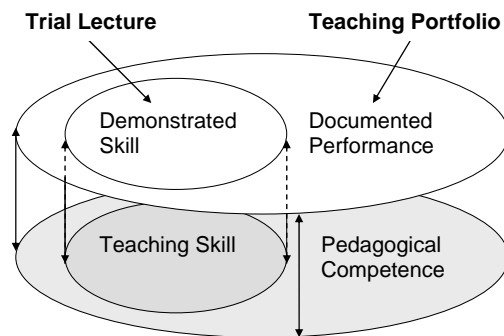 Trial Lecture
Teaching Portfolio
Demonstrated
Skill
Documented
Performance
Teaching Skill
Pedagogical
Competence